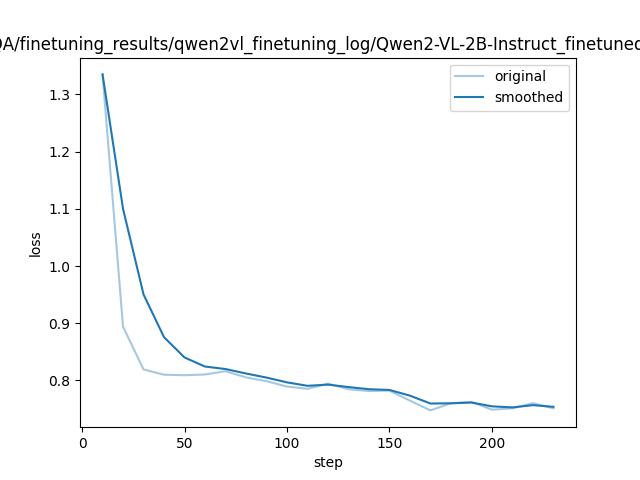 A/finetuning_results/qwen2vl_finetuning_log/Qwen2-VL-2B-Instruct_finetuned
original
smoothed
1.3
1.2
1.1
1.0
0.9
0.8
loss
0
50
100
150
200
step